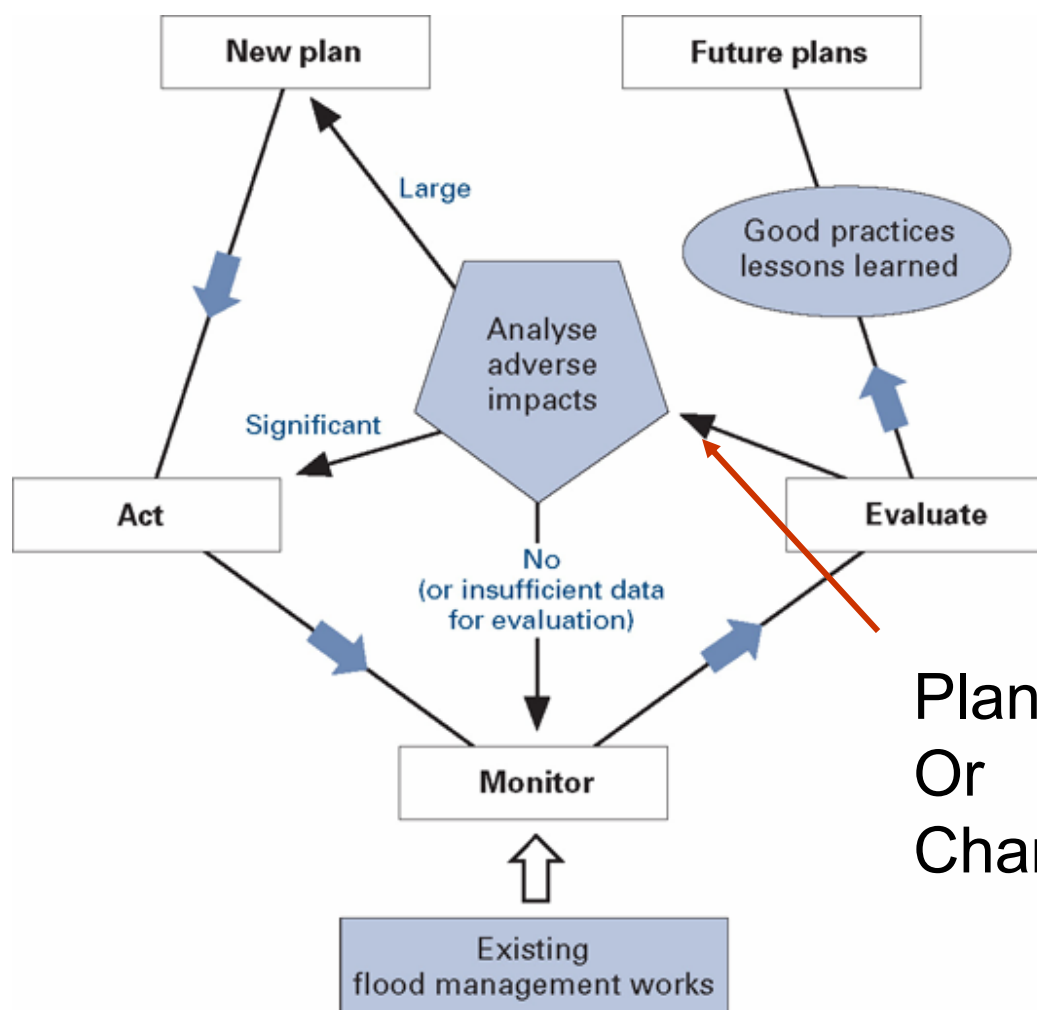 New plan
Future plans
Large
Good practices
lessons learned
Analyse
adverse
impacts
Significant
Act
Evaluate
No
(or insufficient data
for evaluation)
Plan
Or
Monitor
Existing
flood management works